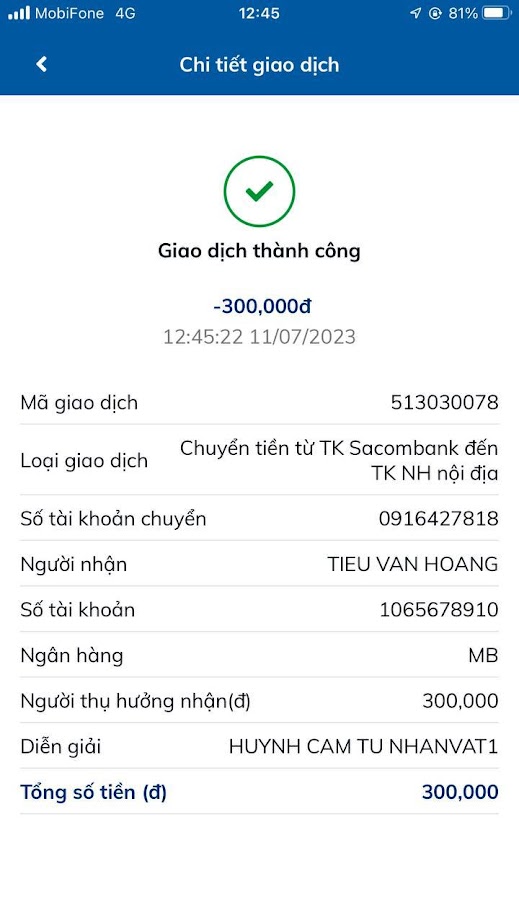 MobiFone 4G 12:45 81%
Chi tiết giao dịch
Giao dịch thành công
-300,000đ
12:45:22 11/07/2023
Mã giao dịch 513030078
Loại giao dịch Chuyển tiền từ TK Sacombank đến
TK NH nội địa
Số tài khoản chuyển 0916427818
Người nhận TIEU VAN HOANG
Số tài khoản 1065678910
Ngân hàng MB
Người thụ hưởng nhận(đ) 300,000
Diễn giải HUYNH CAM TU NHANVAT1
Tổng số tiền (đ) 300,000